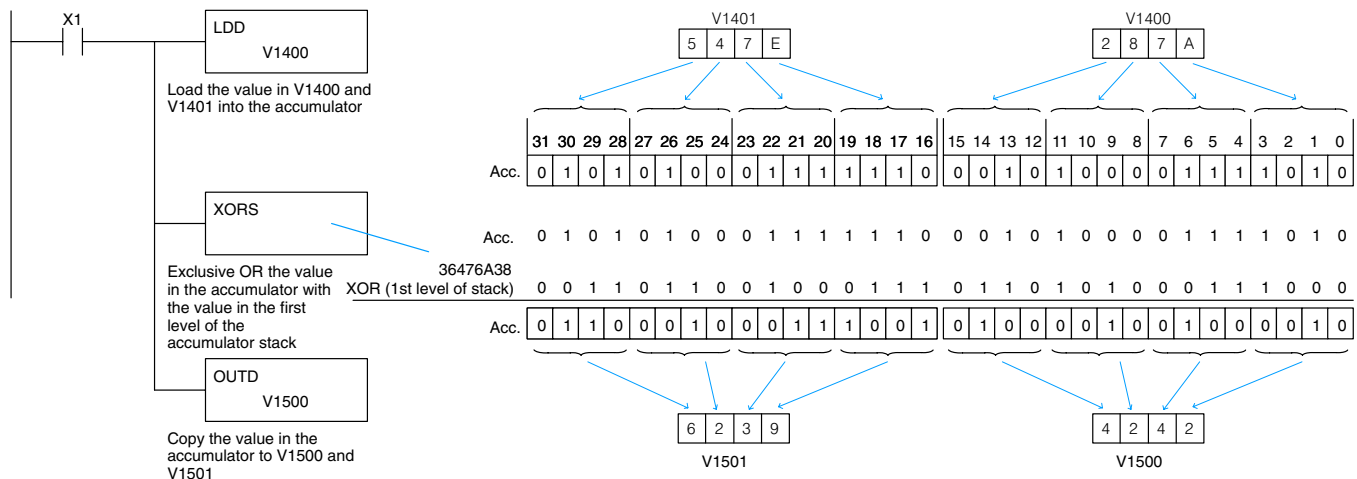 X1
LDD
V1400
Load the value in V1400 and
V1401 into the accumulator
V1401
5 4 7 E
V1400
2 8 7 A
31 30 29 28 27 26 25 24 23 22 21 20 19 18 17 16 15 14 13 12 11 10 9 8 7 6 5 4 3 2 1 0
Acc. 0 1 0 1 0 1 0 0 0 1 1 1 1 1 1 0 0 0 1 0 1 0 0 0 0 1 1 1 1 0 1 0
XORS
Exclusive OR the value
in the accumulator with
the value in the first
level of the
accumulator stack
Acc. 0 1 0 1 0 1 0 0 0 1 1 1 1 1 1 0 0 0 1 0 1 0 0 0 0 1 1 1 1 0 1 0
36476A38
XOR (1st level of stack) 0 0 1 1 0 1 1 0 0 1 0 0 0 1 1 1 0 1 1 0 1 0 1 0 0 0 1 1 1 0 0 0
Acc. 0 1 1 0 0 0 1 0 0 0 1 1 1 0 0 1 0 1 0 0 0 0 1 0 0 1 0 0 0 0 1 0
OUTD
V1500
Copy the value in the
accumulator to V1500 and
V1501
6 2 3 9
V1501
4 2 4 2
V1500